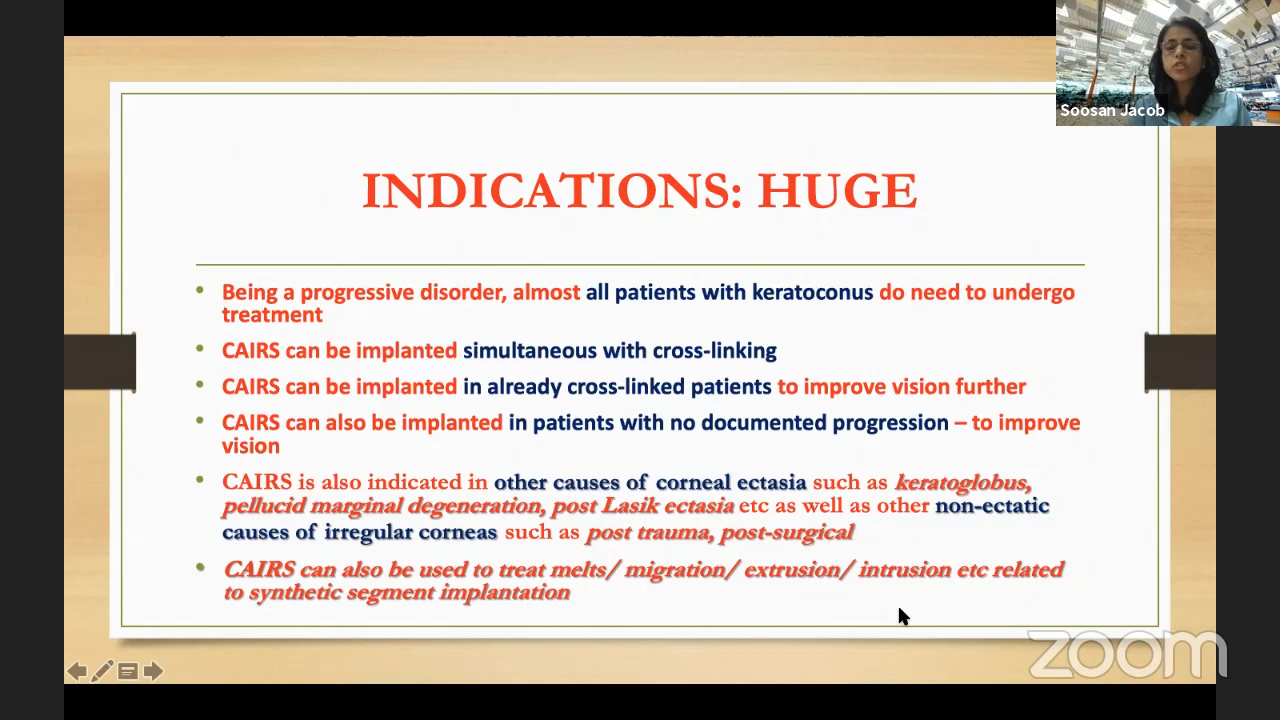 Soosan Jacob
INDICATIONS: HUGE
• Being a progressive disorder, almost all patients with keratoconus do need to undergo
treatment
• CAIRS can be implanted simultaneous with cross-linking
• CAIRS can be implanted in already cross-linked patients to improve vision further
• CAIRS can also be implanted in patients with no documented progression – to improve
vision
• CAIRS is also indicated in other causes of corneal ectasia such as keratoglobus,
pellucid marginal degeneration, post Lasik ectasia etc as well as other non-ectatic
causes of irregular corneas such as post trauma, post-surgical
• CAIRS can also be used to treat melts/ migration/ extrusion/ intrusion etc related
to synthetic segment implantation
zoom